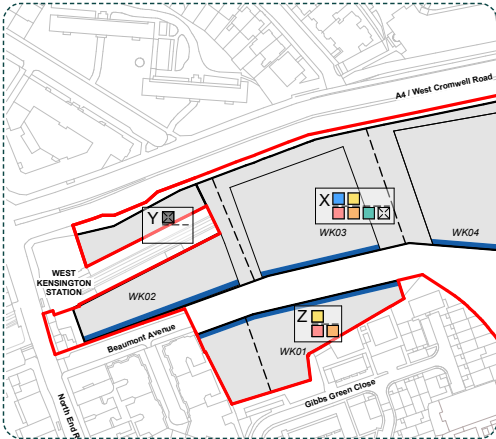 A4 / West Cromwell Road
X
Y
WK03
WK04
WEST
KENSINGTON
STATION
WK02
Z
Beaumont Avenue
WK01
Gibbs Green Close
North End R